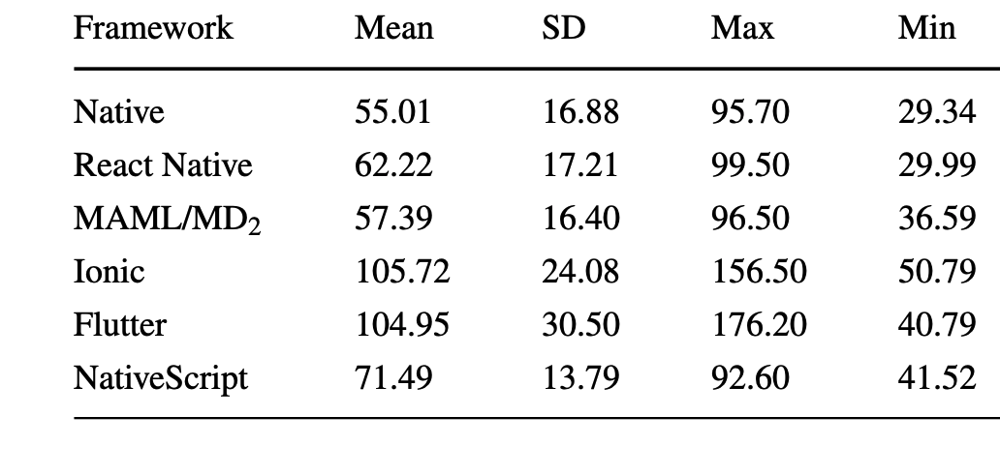 Framework Mean SD Max Min
Native 55.01 16.88 95.70 29.34
React Native 62.22 17.21 99.50 29.99
MAML/MD₂ 57.39 16.40 96.50 36.59
Ionic 105.72 24.08 156.50 50.79
Flutter 104.95 30.50 176.20 40.79
NativeScript 71.49 13.79 92.60 41.52